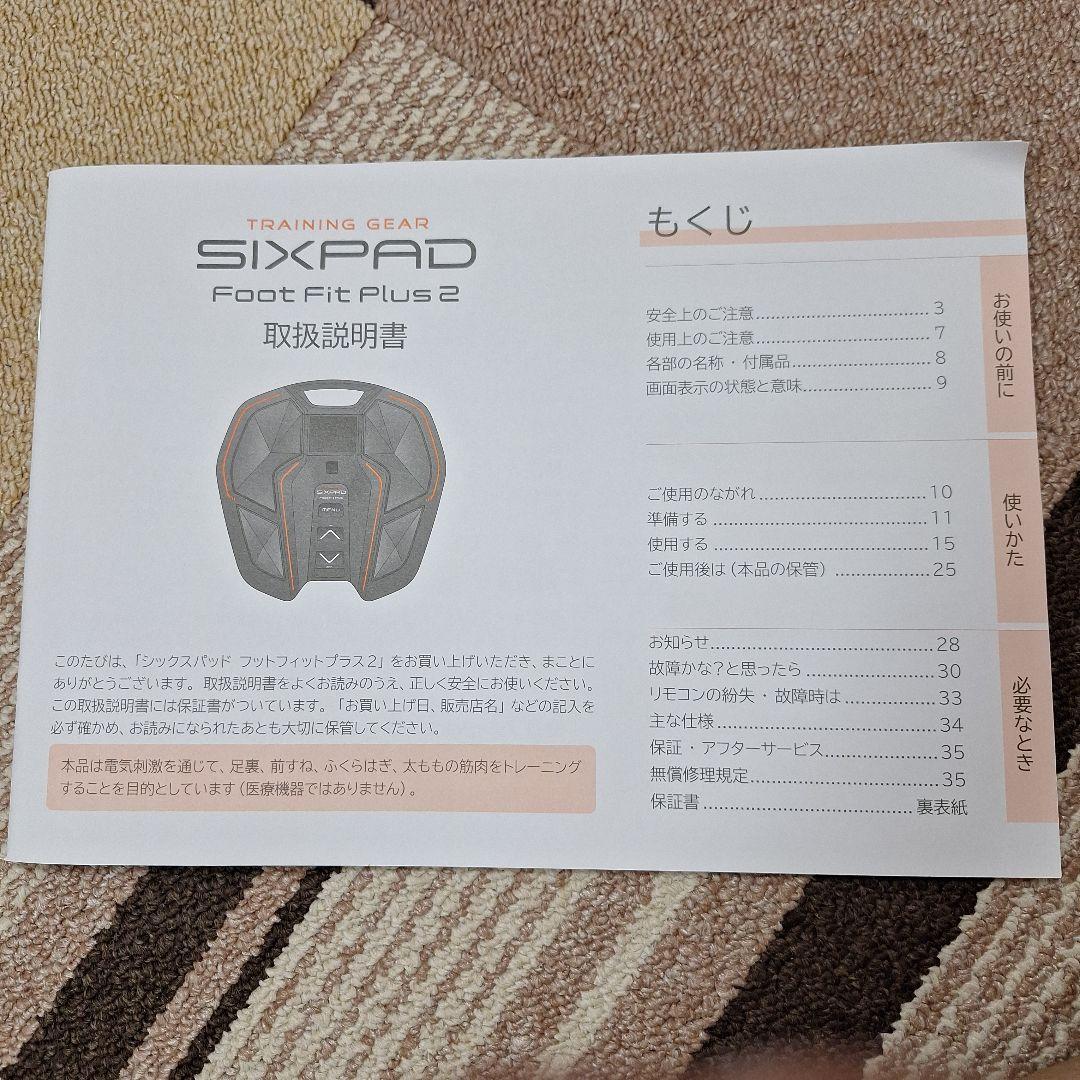 TRAINING GEAR
SIXPAD
Foot Fit Plus 2
取扱説明書
SIXPAD
MENU
このたびは、「シックスパッド フットフィットプラス2」をお買い上げいただき、まことに
ありがとうございます。取扱説明書をよくお読みのうえ、正しく安全にお使いください。
この取扱説明書には保証書がついています。「お買い上げ日、販売店名」などの記入を
必ず確かめ、お読みになられたあとも大切に保管してください。
本品は電気刺激を通じて、足裏、前すね、ふくらはぎ、太ももの筋肉をトレーニング
することを目的としています（医療機器ではありません）。
もくじ
お使いの前に
安全上のご注意 3
使用上のご注意 7
各部の名称・付属品 8
画面表示の状態と意味 9
使いかた
ご使用のながれ 10
準備する 11
使用する 15
ご使用後は（本品の保管） 25
必要なとき
お知らせ 28
故障かな？と思ったら 30
リモコンの紛失・故障時は 33
主な仕様 34
保証・アフターサービス 35
無償修理規定 35
保証書 裏表紙